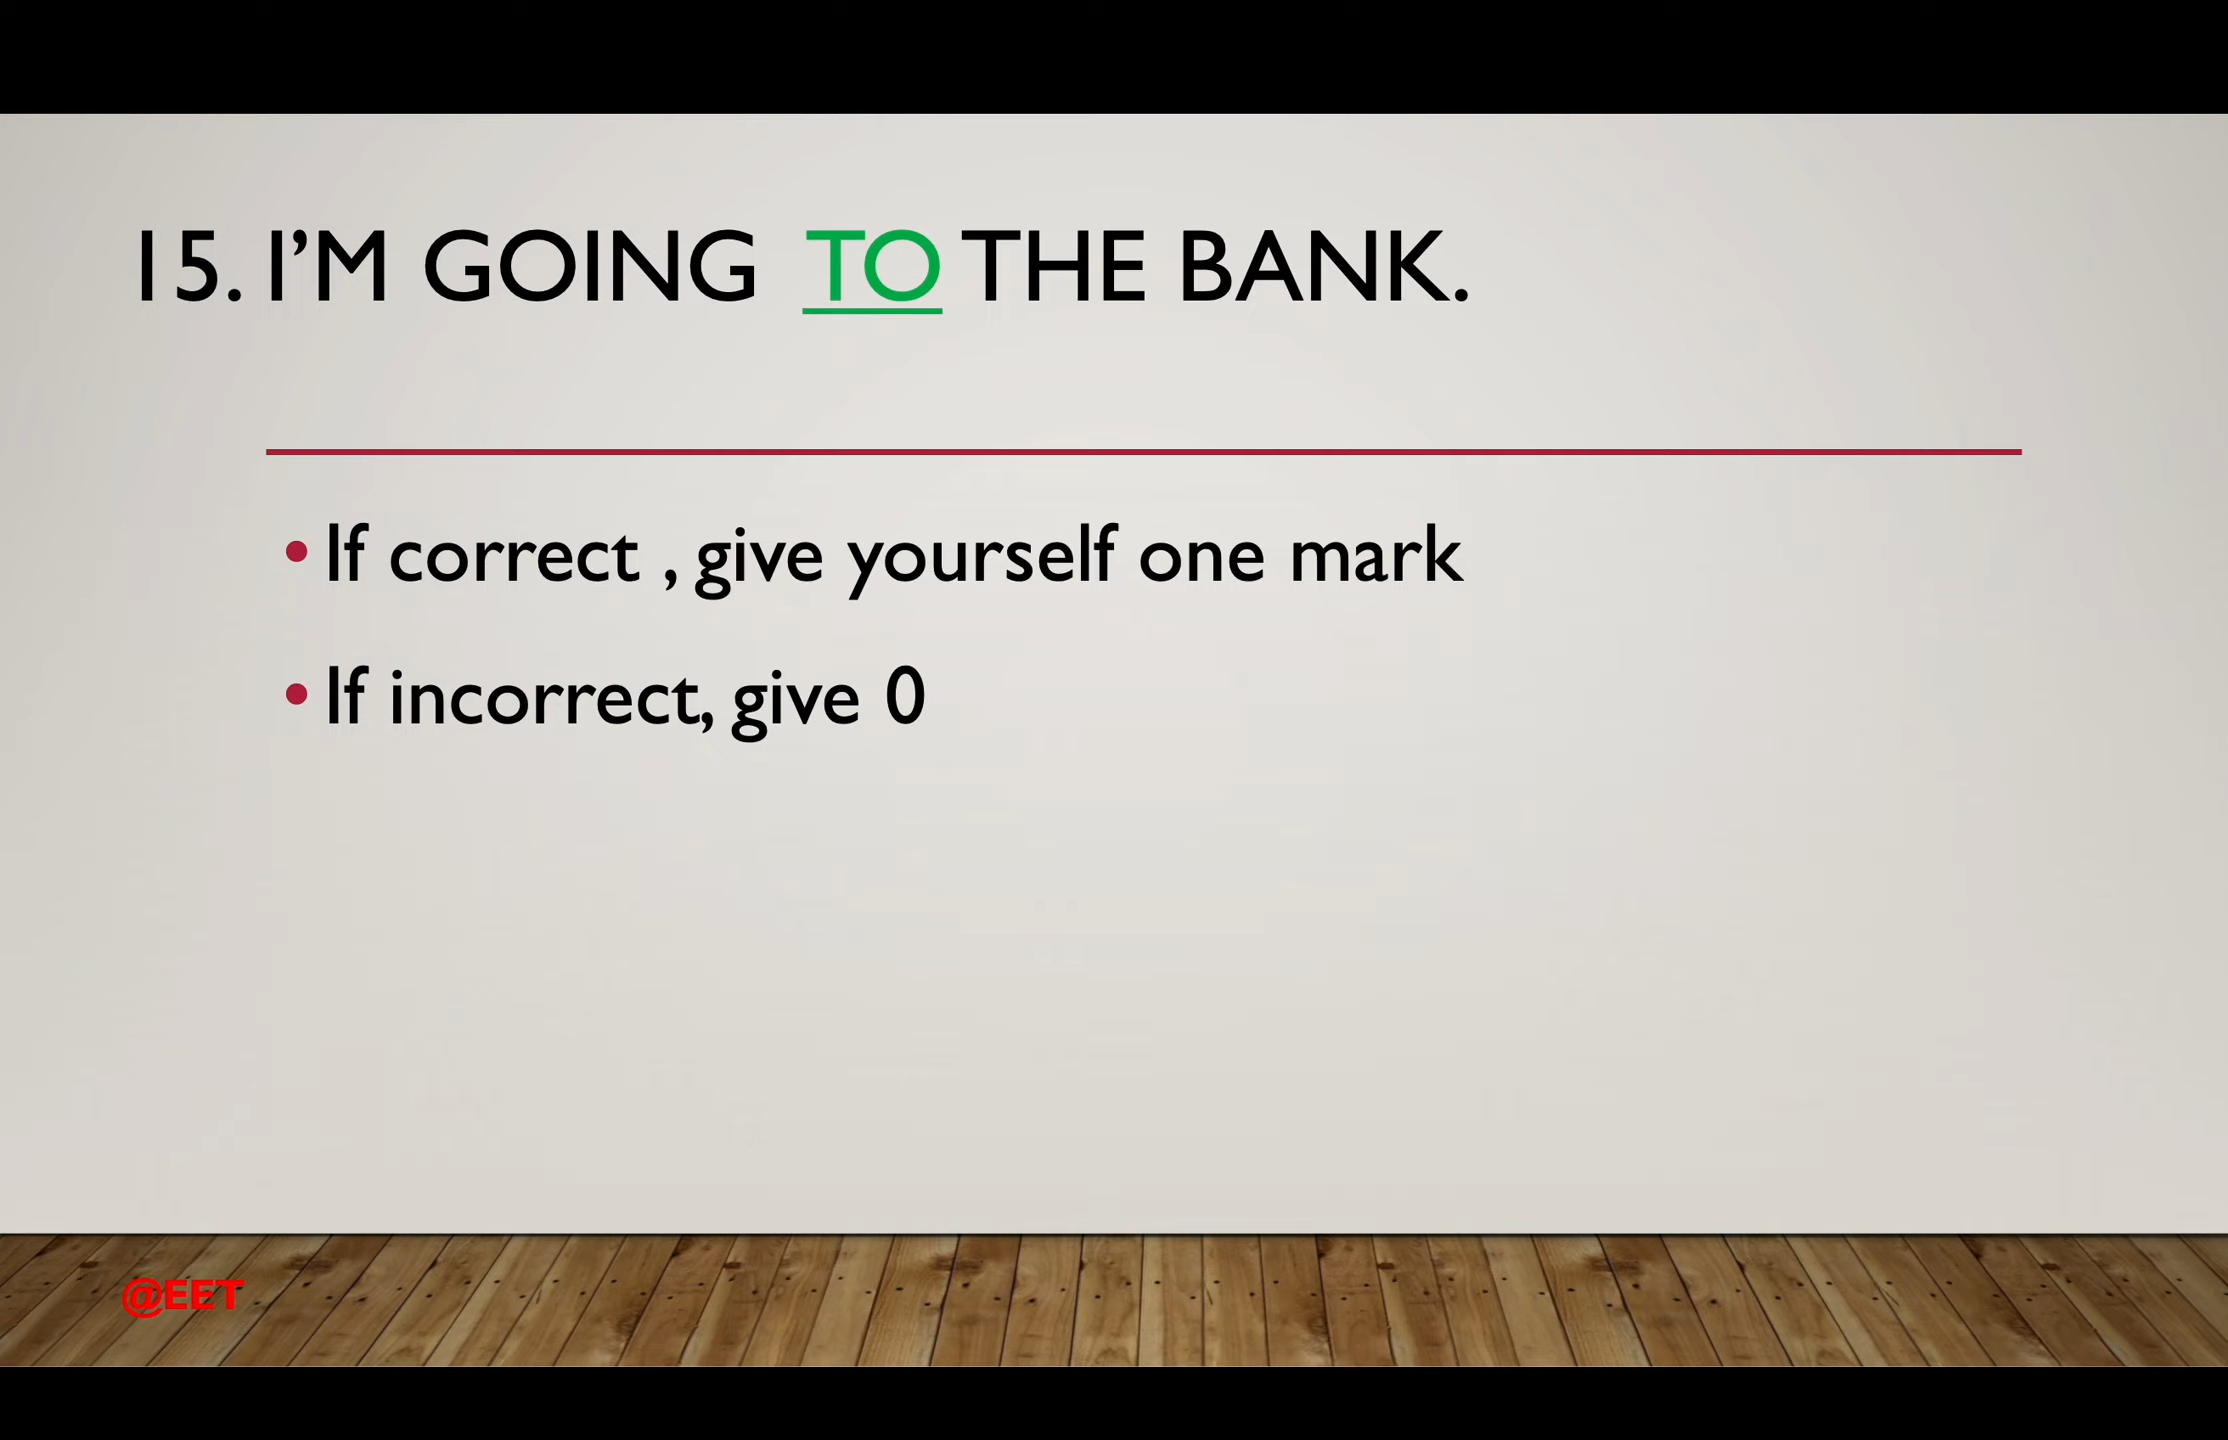 15. I’M GOING TO THE BANK.
• If correct , give yourself one mark
• If incorrect, give 0
@EET